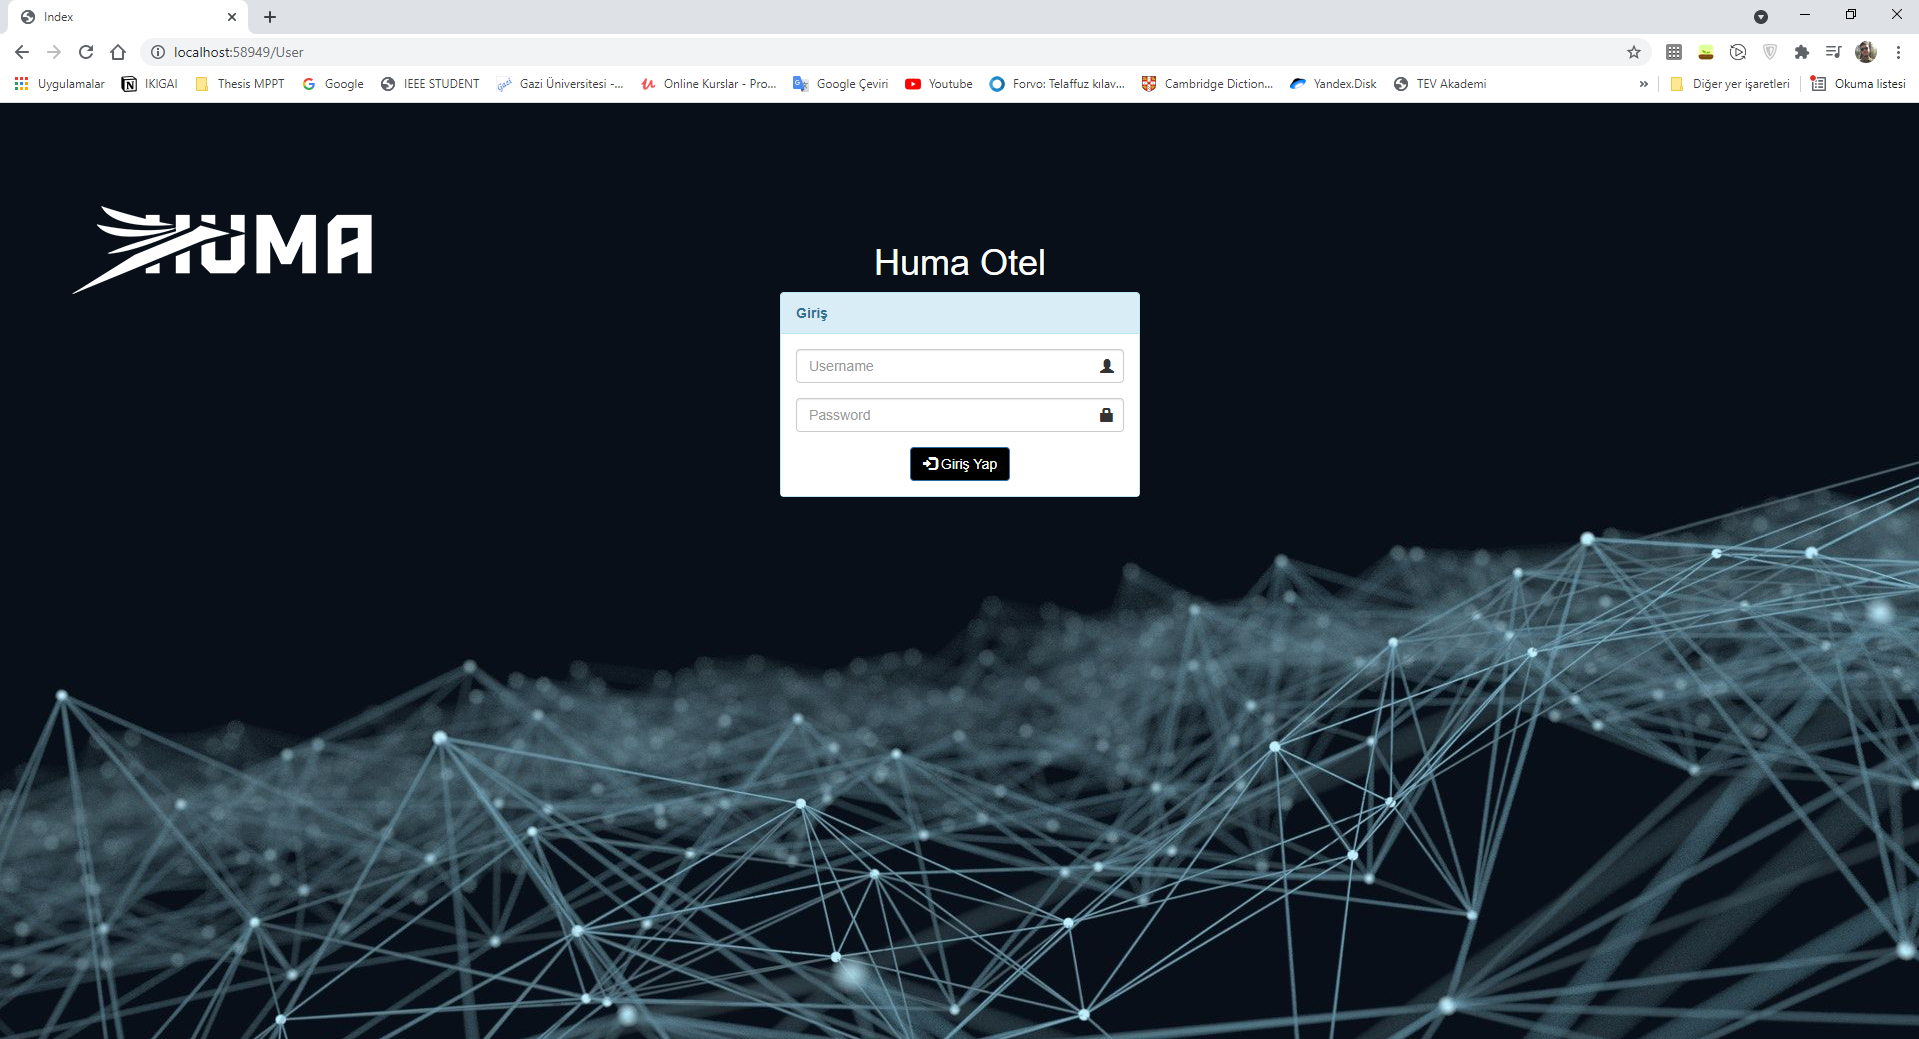 Index
localhost:58949/User
Uygulamalar IKIGAI Thesis MPPT Google IEEE STUDENT Gazi Üniversitesi -... Online Kurslar - Pro... Google Çeviri Youtube Forvo: Telaffuz kılav... Cambridge Diction... Yandex.Disk TEV Akademi » Diğer yer işaretleri Okuma listesi
HUMA
Huma Otel
Giriş
Username
Password
Giriş Yap